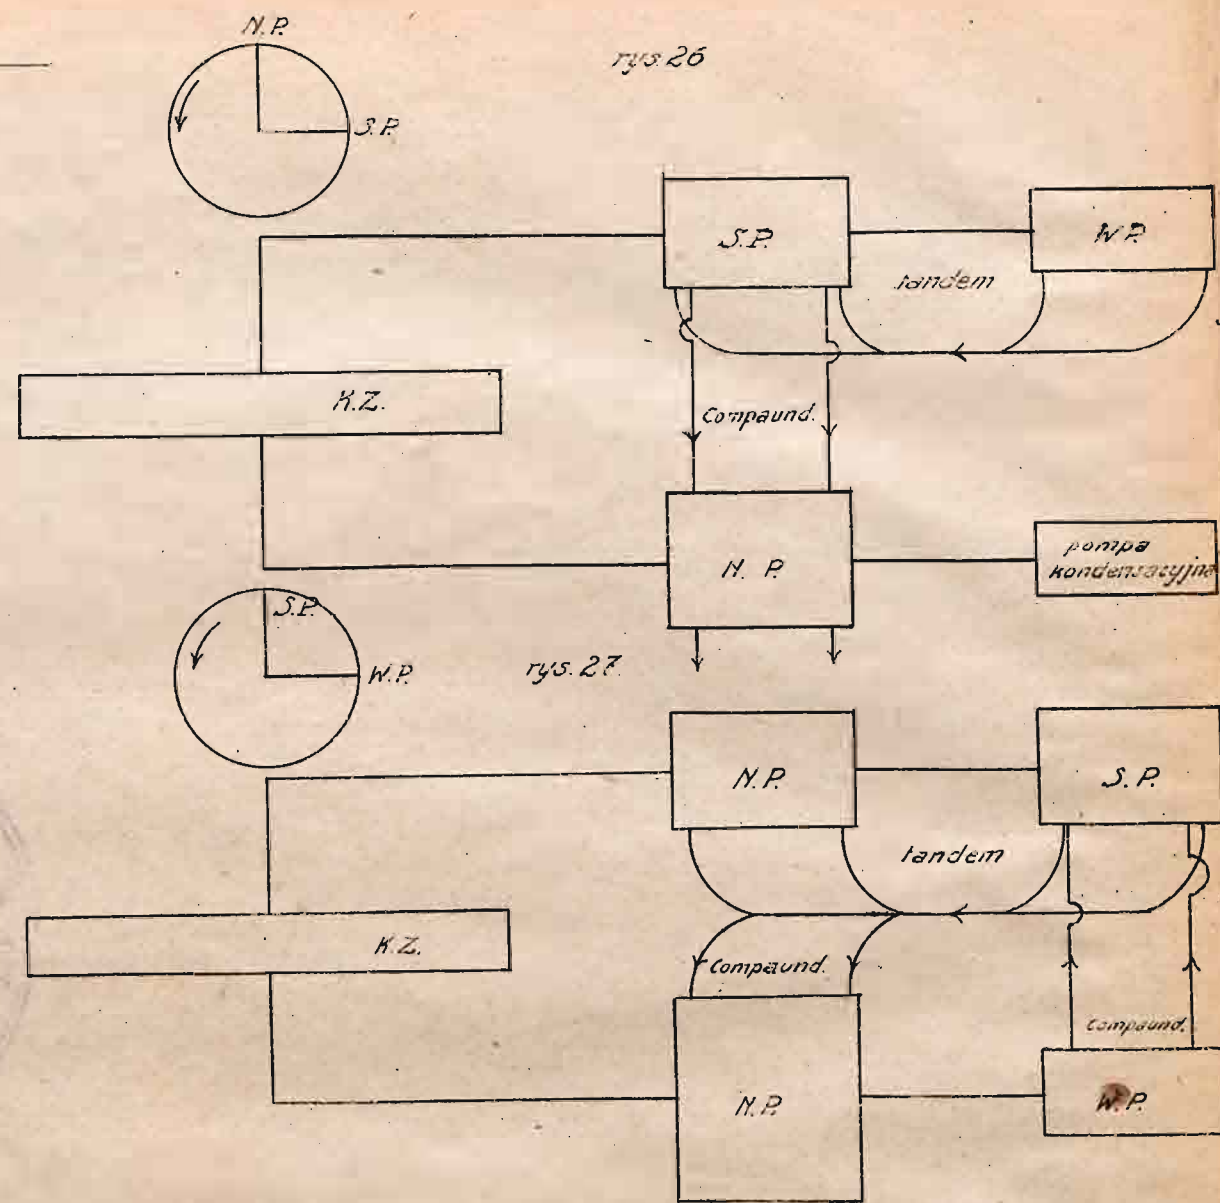 N.P.
rys. 26
S.P.
S.P.
W.P.
tandem
K.Z.
Compaund.
N.P.
pompa
kondensacyjna
S.P.
W.P.
rys. 27.
N.P.
S.P.
tandem
K.Z.
Compaund.
Compaund.
N.P.
W.P.